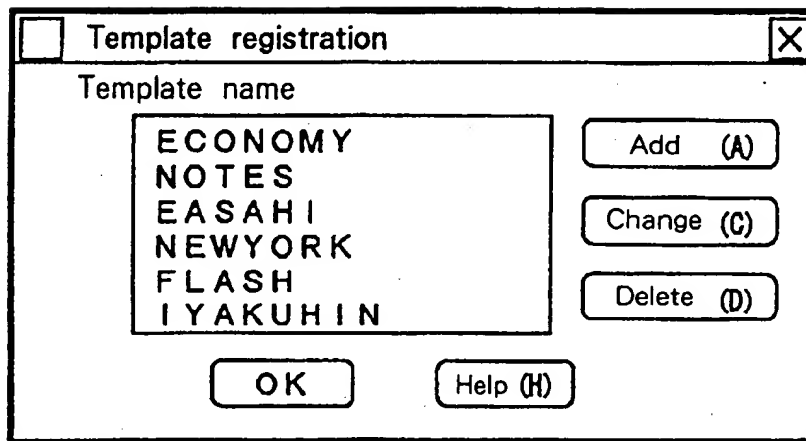 Template registration
Template name
ECONOMY
NOTES
EASAHI
NEWYORK
FLASH
IYAKUHIN
Add (A)
Change (C)
Delete (D)
OK
Help (H)